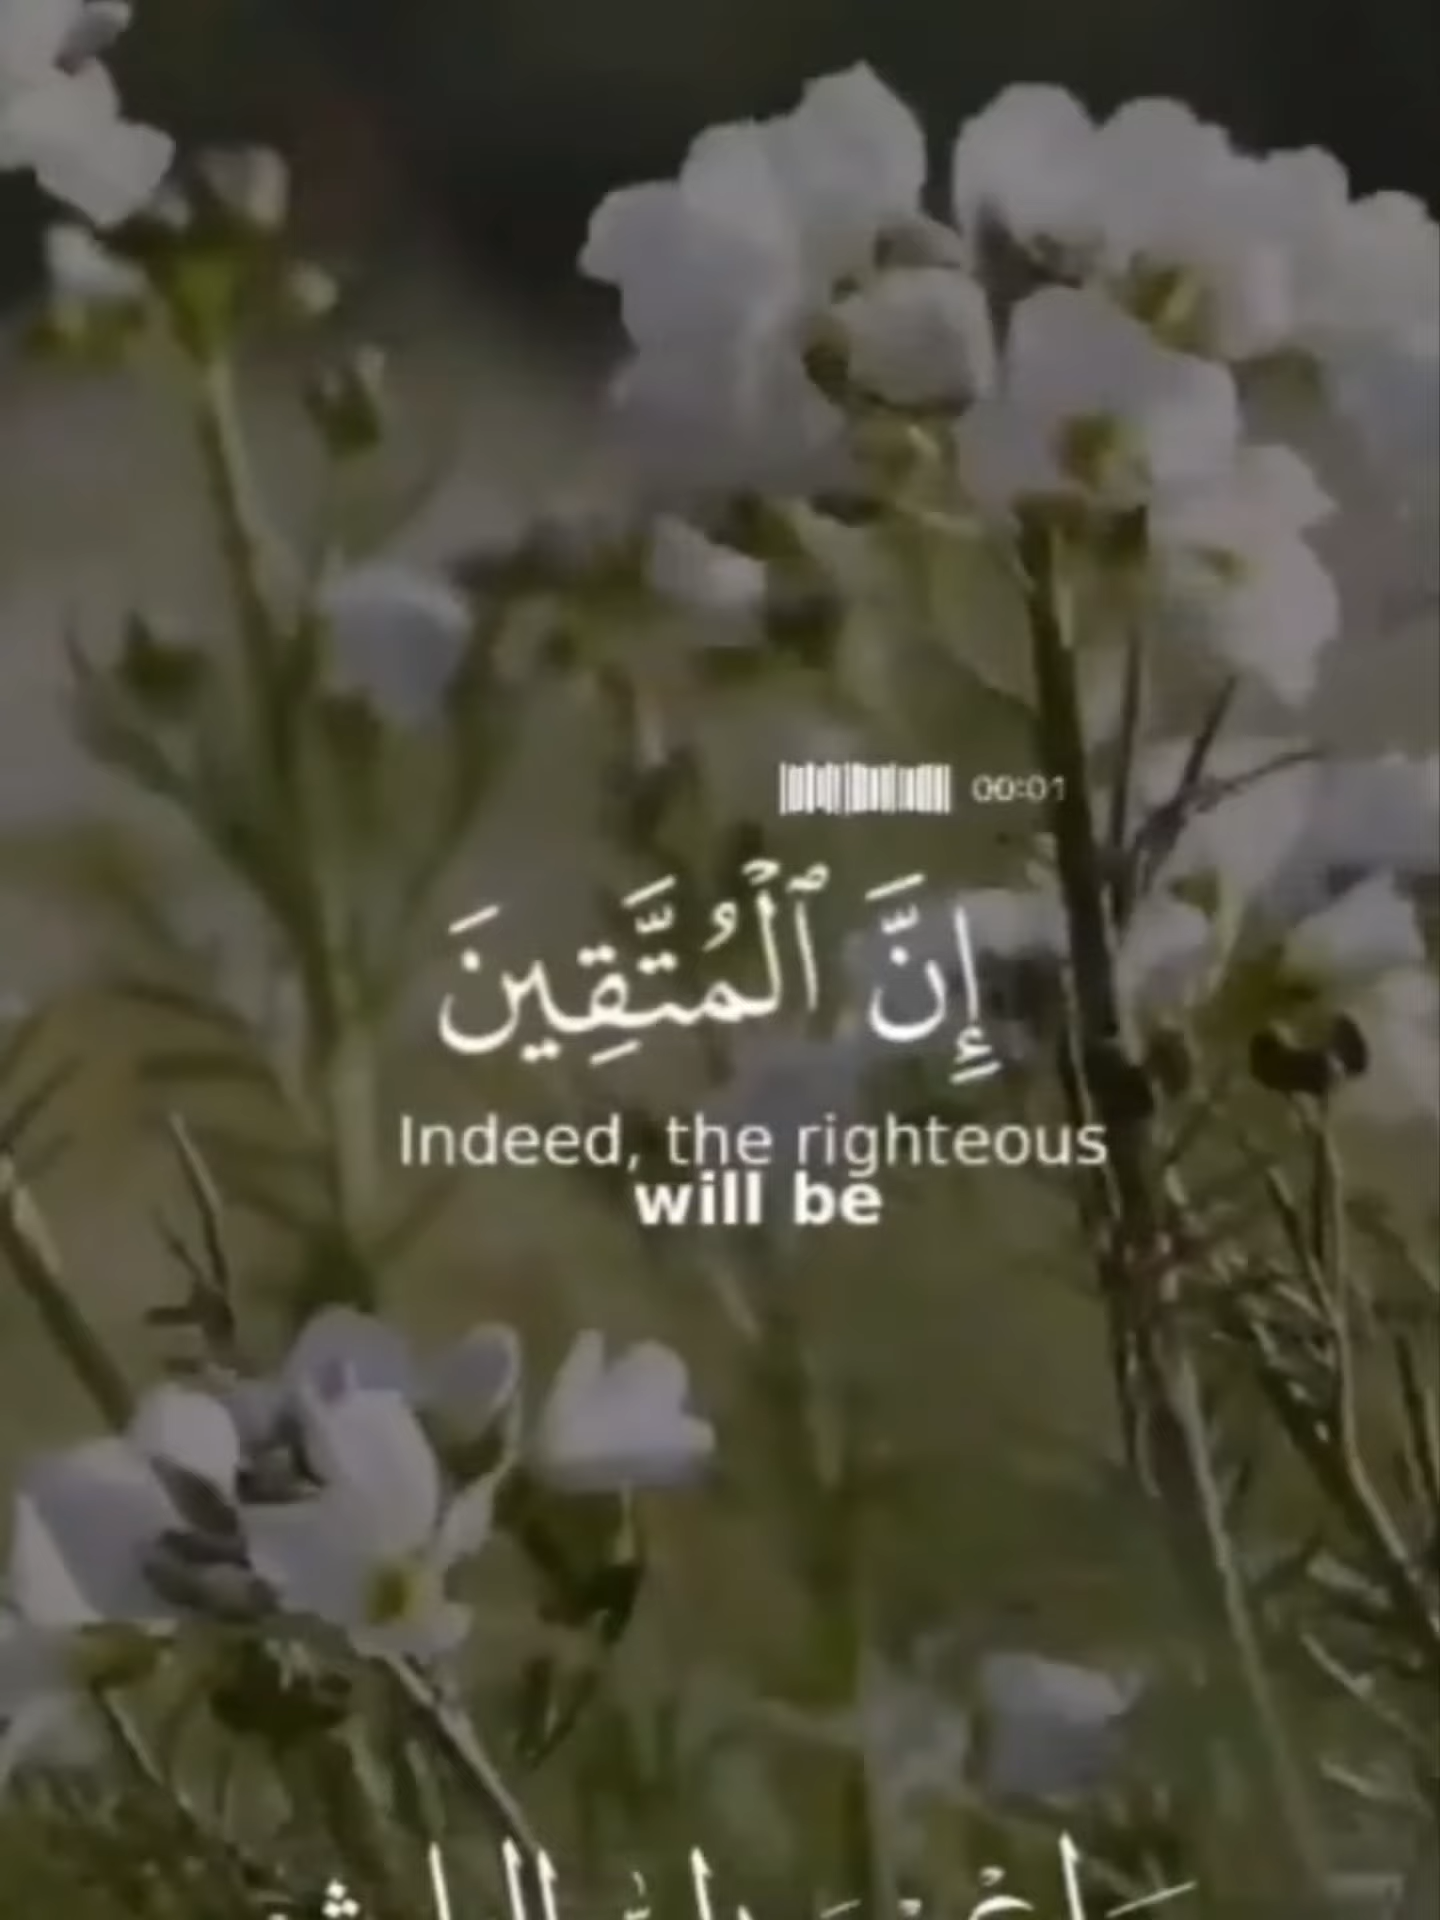 00:01
إِنَّ ٱلْمُتَّقِينَ
Indeed, the righteous
will be